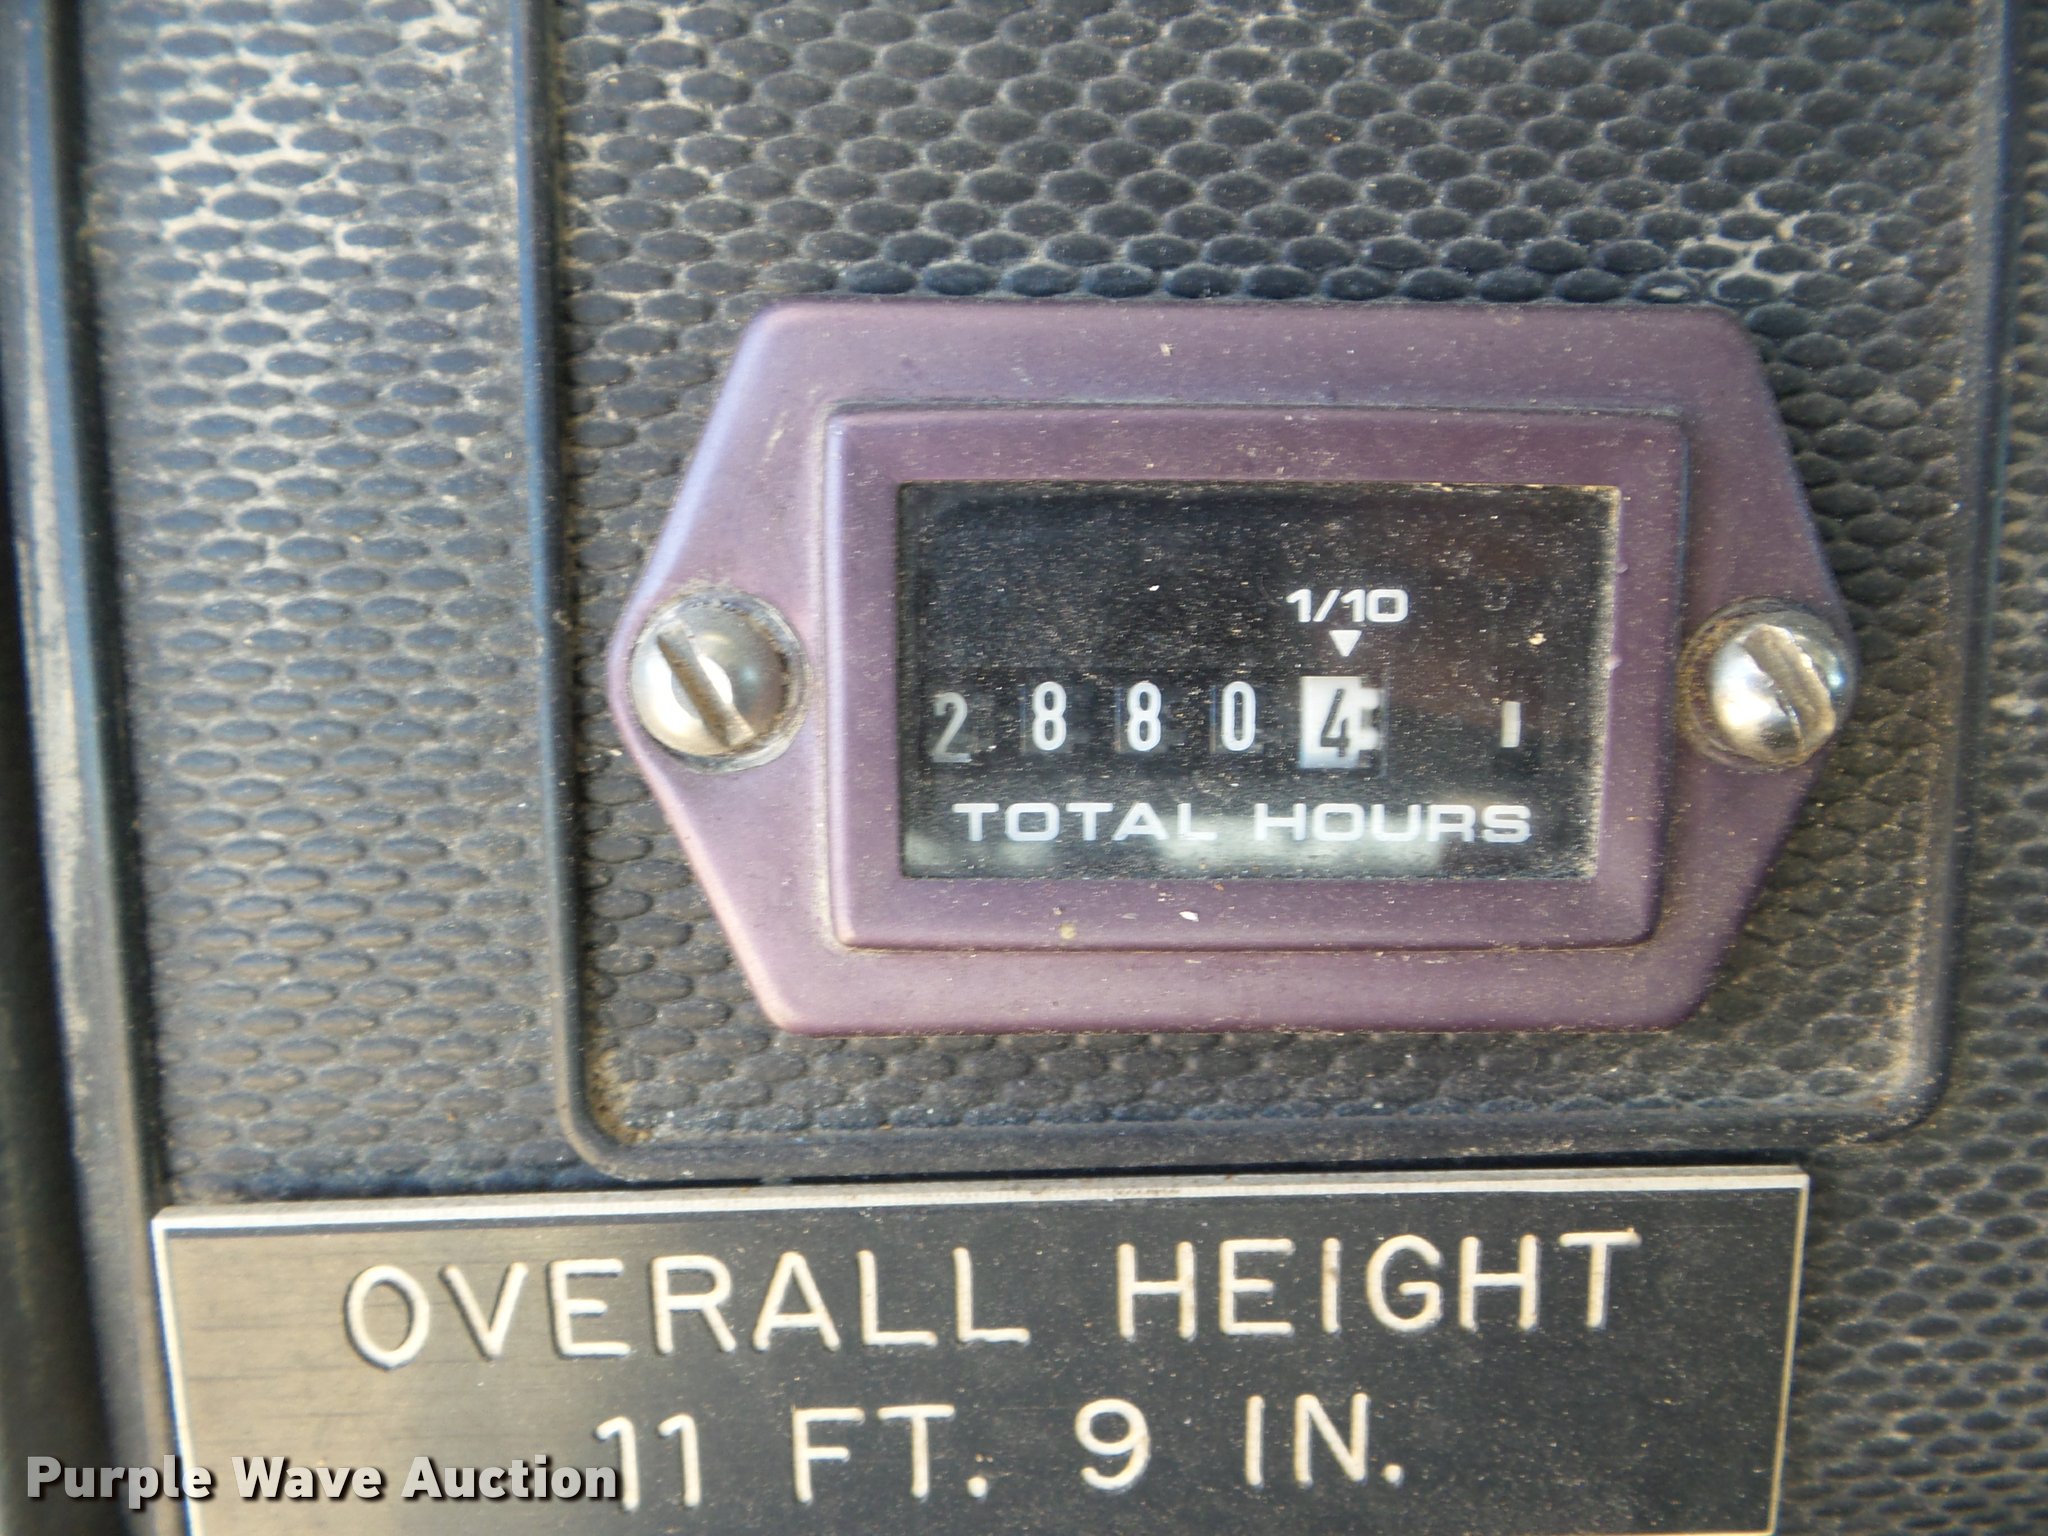 1/10
2 8 8 0 4
TOTAL HOURS
OVERALL HEIGHT
11 FT. 9 IN.
Purple Wave Auction